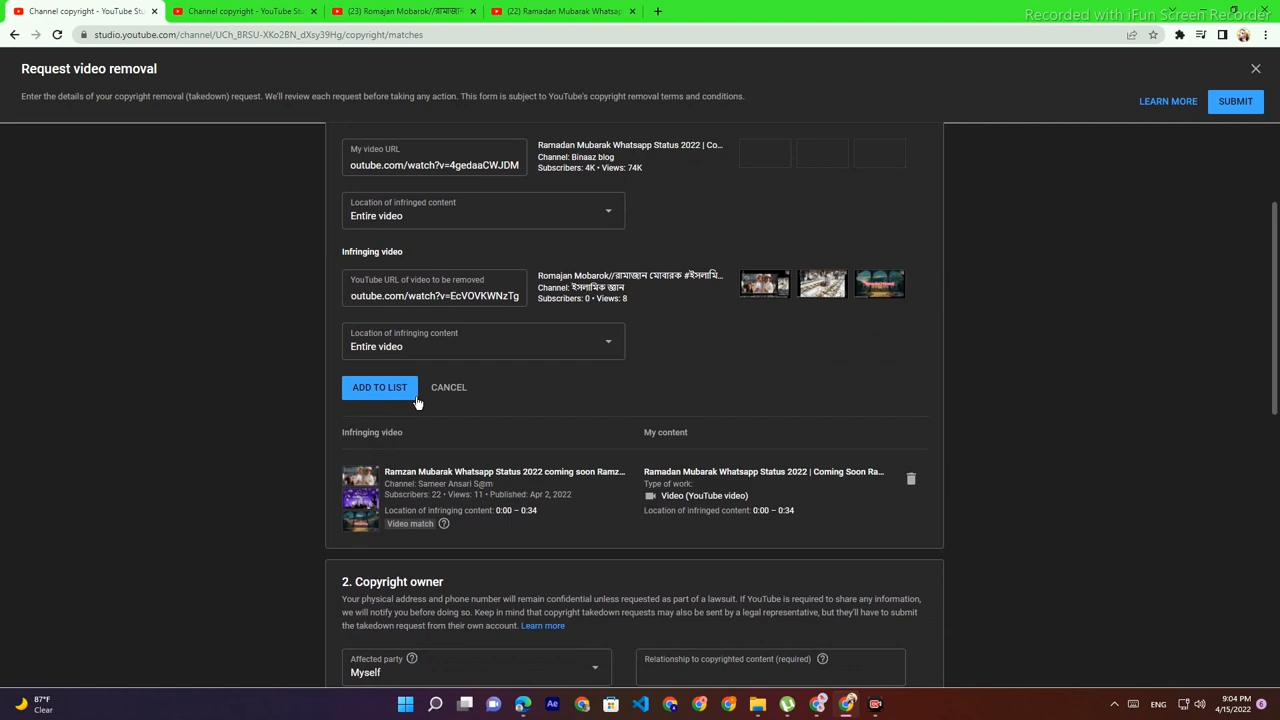 Channel copyright - YouTube Stu
Channel copyright - YouTube Stu
(23) Romajan Mobarok//রামাজান
(22) Ramadan Mubarak Whatsap
Recorded with iFun Screen Recorder
studio.youtube.com/channel/UCh_BRSU-XKo2BN_dXsy39Hg/copyright/matches
Request video removal
Enter the details of your copyright removal (takedown) request. We'll review each request before taking any action. This form is subject to YouTube's copyright removal terms and conditions.
LEARN MORE
SUBMIT
My video URL
outube.com/watch?v=4gedaaCWJDM
Ramadan Mubarak Whatsapp Status 2022 | Co...
Channel: Binaaz blog
Subscribers: 4K • Views: 74K
Location of infringed content
Entire video
Infringing video
YouTube URL of video to be removed
outube.com/watch?v=EcVOVKWNzTg
Romajan Mobarok//রামাজান মোবারক #ইসলামি...
Channel: ইসলামিক জ্ঞান
Subscribers: 0 • Views: 8
Location of infringing content
Entire video
ADD TO LIST
CANCEL
Infringing video
My content
Ramzan Mubarak Whatsapp Status 2022 coming soon Ramz...
Channel: Sameer Ansari S@m
Subscribers: 22 • Views: 11 • Published: Apr 2, 2022
Location of infringing content: 0:00 – 0:34
Video match
Ramadan Mubarak Whatsapp Status 2022 | Coming Soon Ra...
Type of work:
Video (YouTube video)
Location of infringed content: 0:00 – 0:34
2. Copyright owner
Your physical address and phone number will remain confidential unless requested as part of a lawsuit. If YouTube is required to share any information,
we will notify you before doing so. Keep in mind that copyright takedown requests may also be sent by a legal representative, but they'll have to submit
the takedown request from their own account. Learn more
Affected party
Myself
Relationship to copyrighted content (required)
87°F
Clear
Ae
ENG
9:04 PM
4/15/2022
6